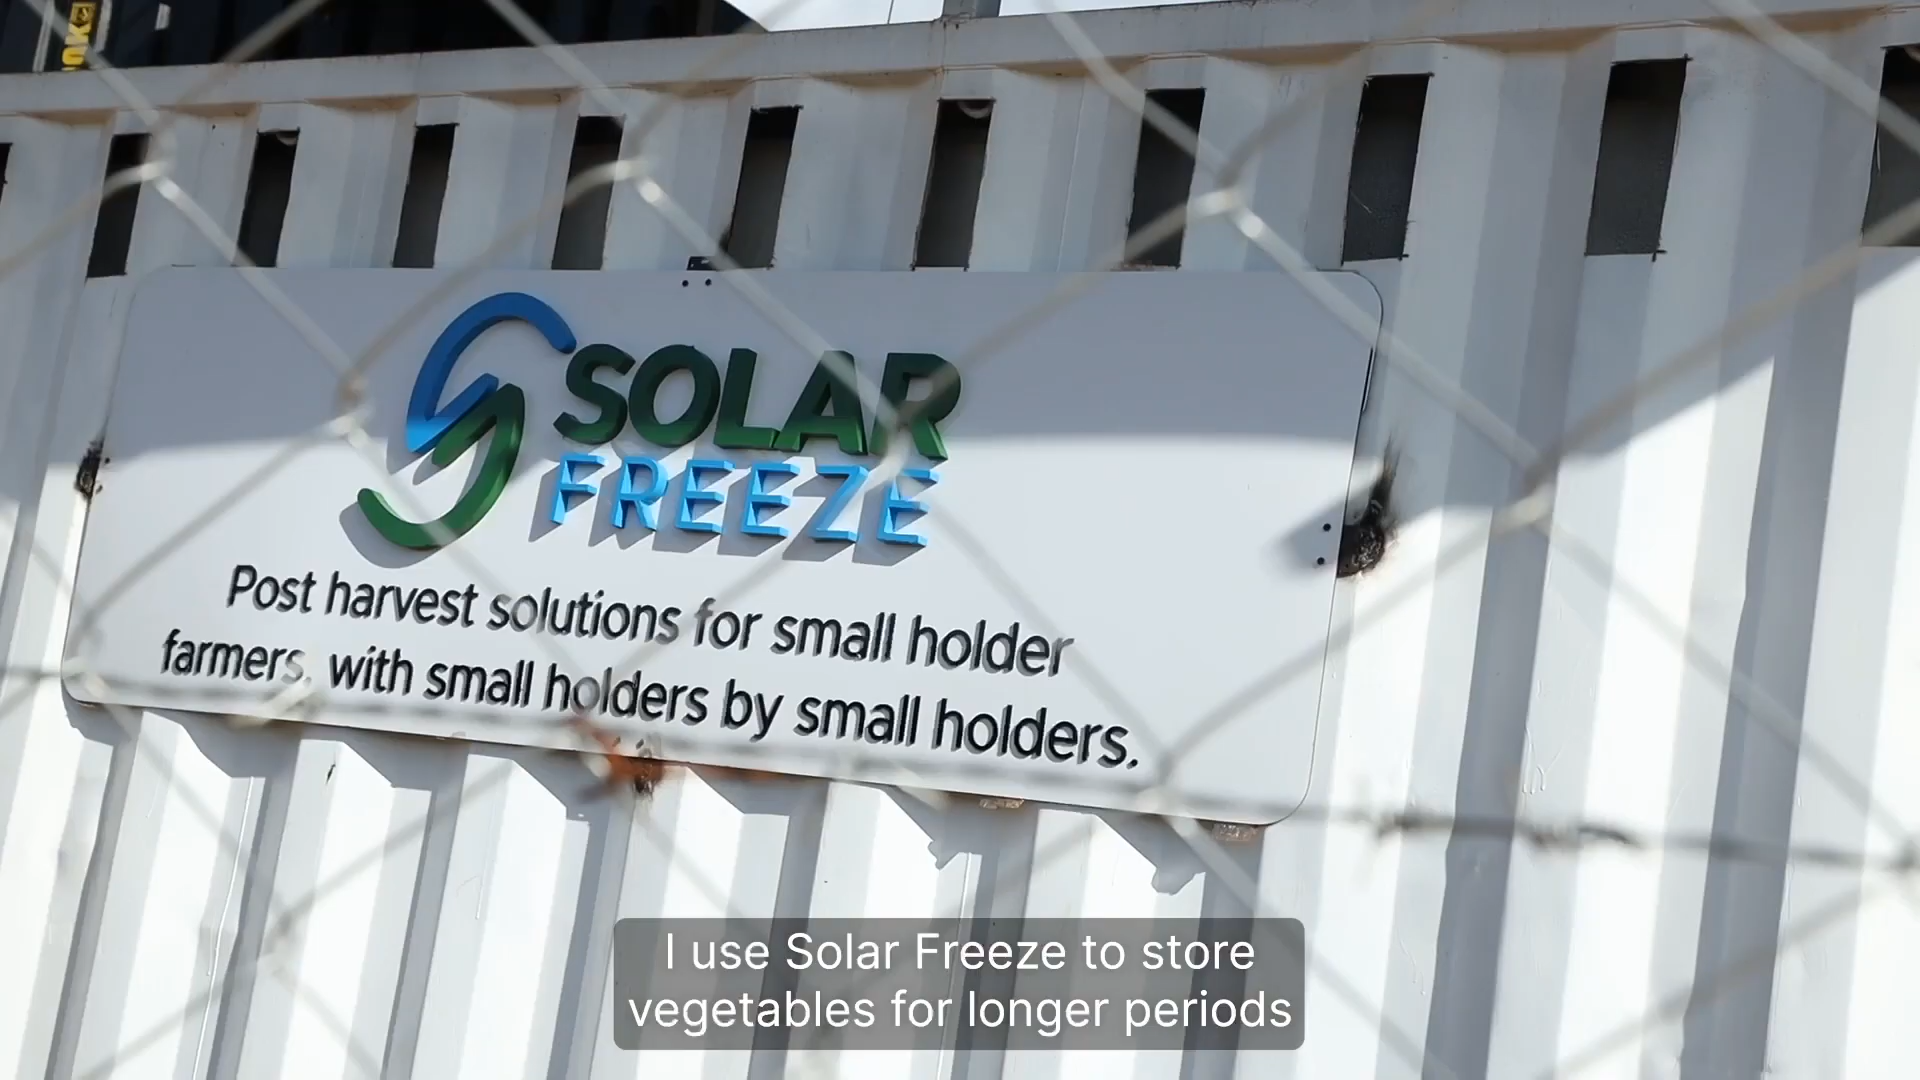 SOLAR
FREEZE
Post harvest solutions for small holder
farmers, with small holders by small holders.
I use Solar Freeze to store
vegetables for longer periods